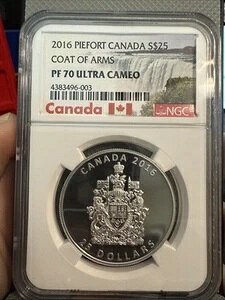 2016 PIEFORT CANADA S$25
COAT OF ARMS
PF 70 ULTRA CAMEO
4383496-003
Canada
NGC
CANADA 2016
25 DOLLARS